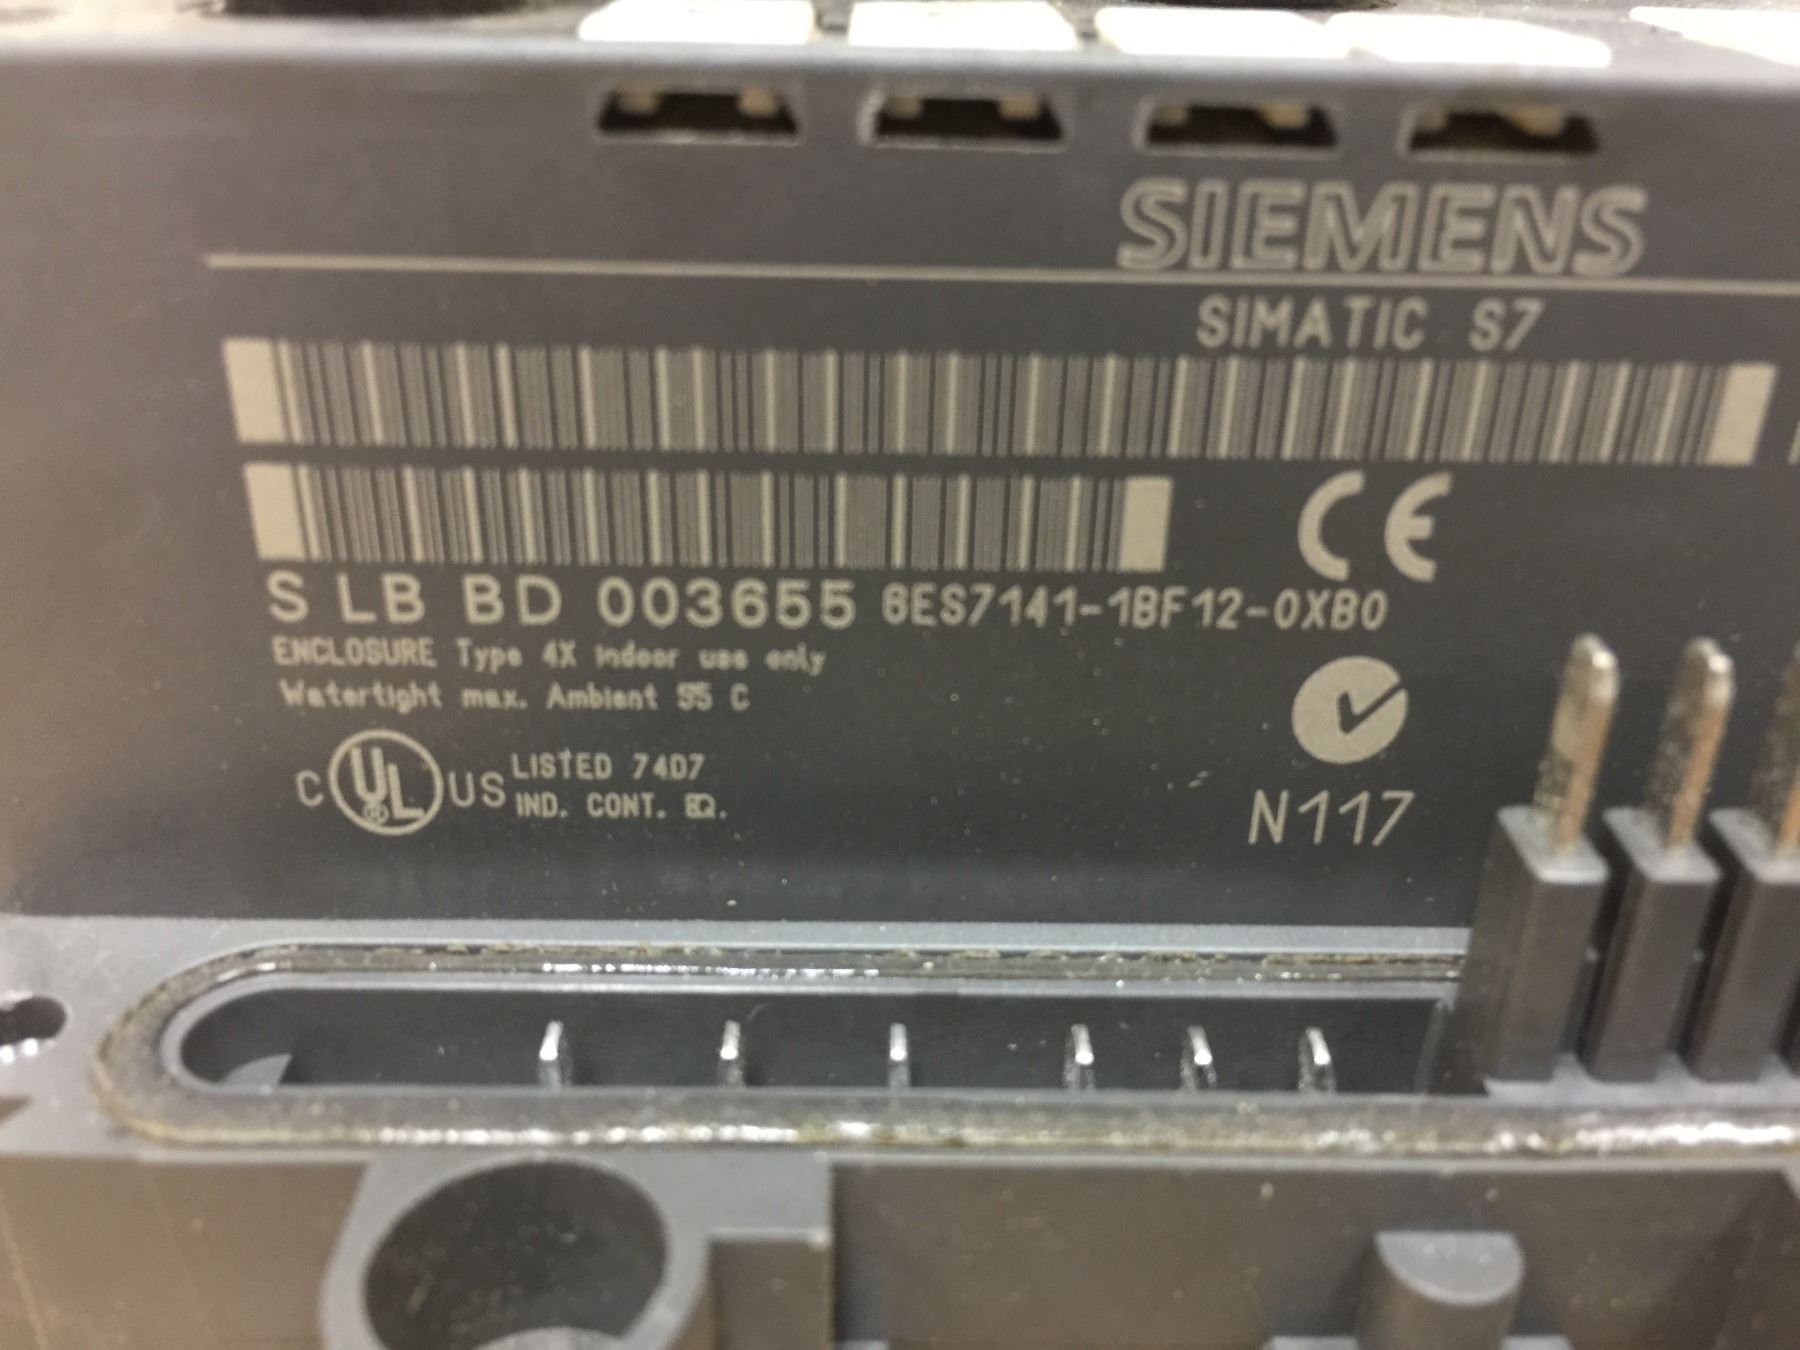 SIEMENS
SIMATIC S7
CE
S LB BD 003655 6ES7141-1BF12-0XB0
ENCLOSURE Type 4X indoor use only
Watertight max. Ambient 55 C
C UL US LISTED 74D7
IND. CONT. EQ.
N117